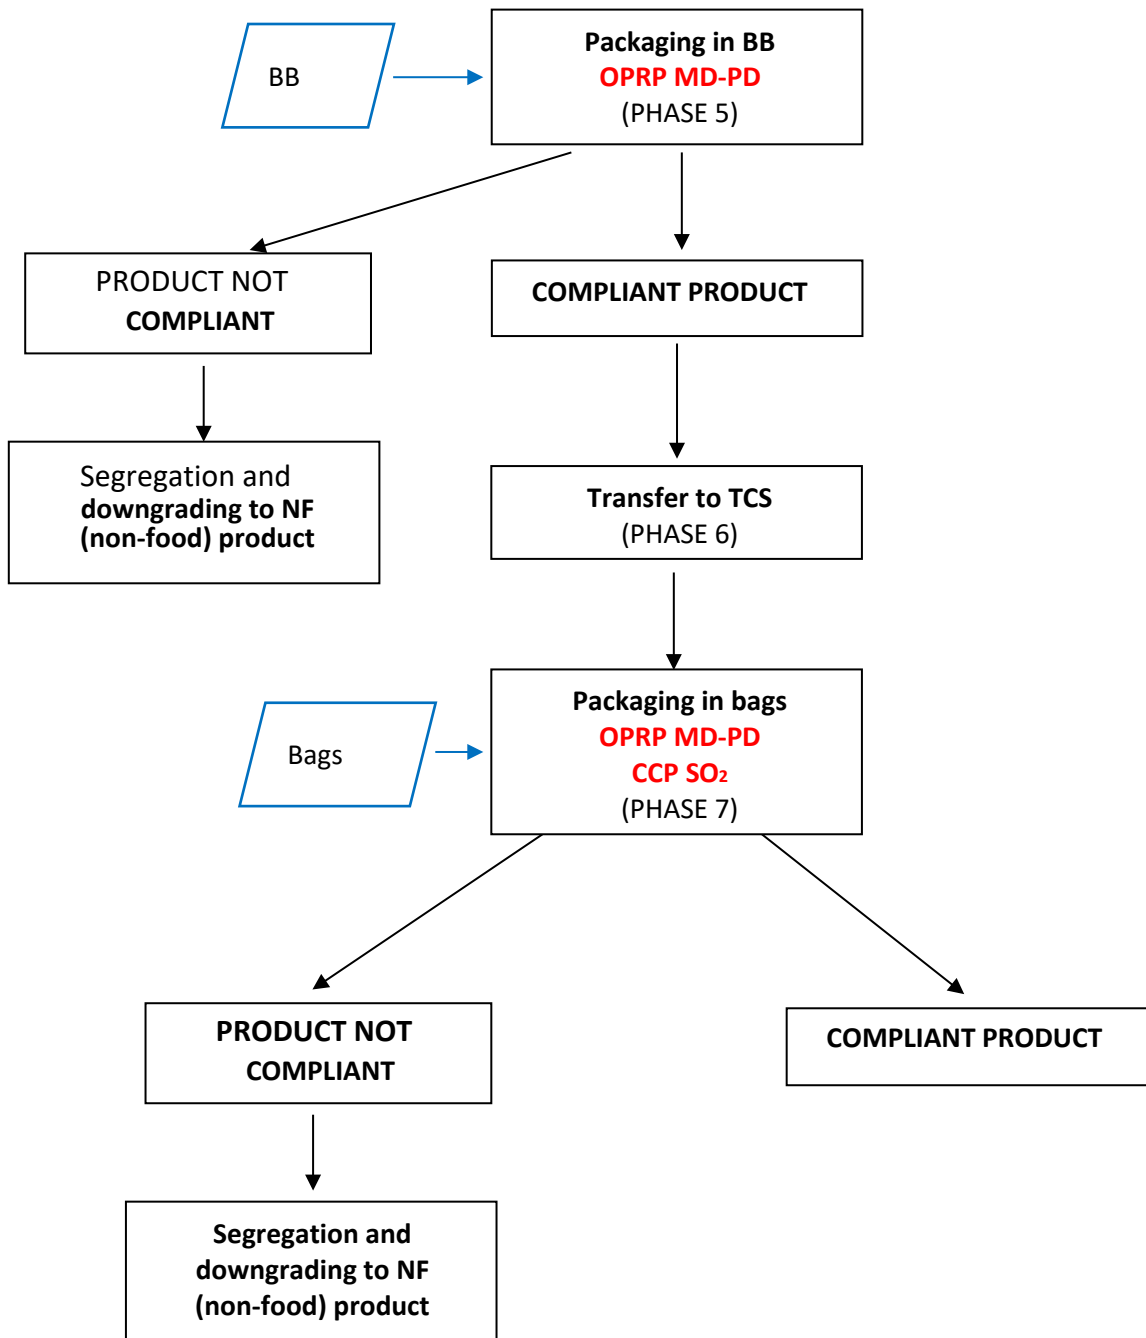 BB
Packaging in BB
OPRP MD-PD
(PHASE 5)
PRODUCT NOT
COMPLIANT
COMPLIANT PRODUCT
Segregation and
downgrading to NF
(non-food) product
Transfer to TCS
(PHASE 6)
Bags
Packaging in bags
OPRP MD-PD
CCP SO₂
(PHASE 7)
PRODUCT NOT
COMPLIANT
COMPLIANT PRODUCT
Segregation and
downgrading to NF
(non-food) product